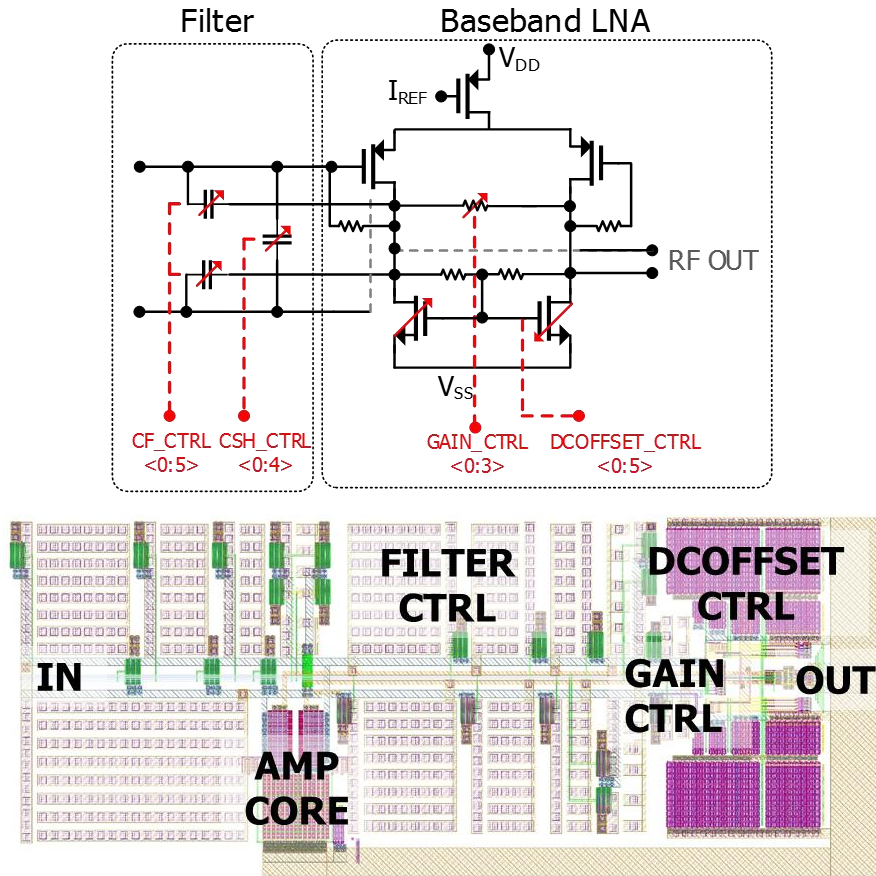 Filter
Baseband LNA
VDD
IREF
RF OUT
VSS
CF_CTRL
<0:5>
CSH_CTRL
<0:4>
GAIN_CTRL
<0:3>
DCOFFSET_CTRL
<0:5>
FILTER
CTRL
DCOFFSET
CTRL
IN
GAIN
CTRL
OUT
AMP
CORE